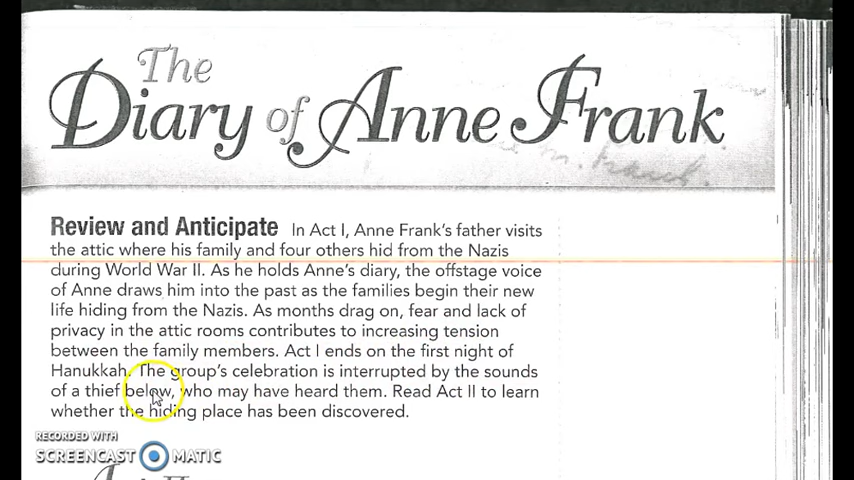 The
Diary of Anne Frank
Review and Anticipate In Act I, Anne Frank's father visits
the attic where his family and four others hid from the Nazis
during World War II. As he holds Anne's diary, the offstage voice
of Anne draws him into the past as the families begin their new
life hiding from the Nazis. As months drag on, fear and lack of
privacy in the attic rooms contributes to increasing tension
between the family members. Act I ends on the first night of
Hanukkah. The group's celebration is interrupted by the sounds
of a thief below, who may have heard them. Read Act II to learn
whether the hiding place has been discovered.
RECORDED WITH
SCREENCAST MATIC
Act II